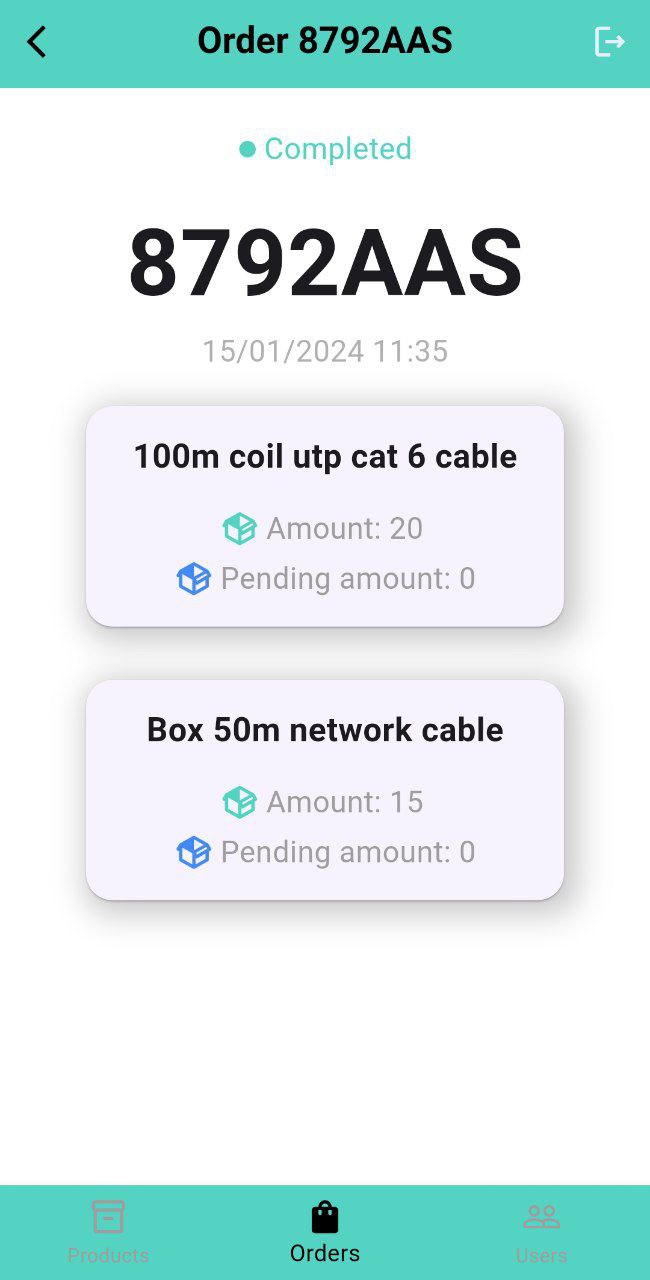 Order 8792AAS
Completed
8792AAS
15/01/2024 11:35
100m coil utp cat 6 cable
Amount: 20
Pending amount: 0
Box 50m network cable
Amount: 15
Pending amount: 0
Products Orders Users